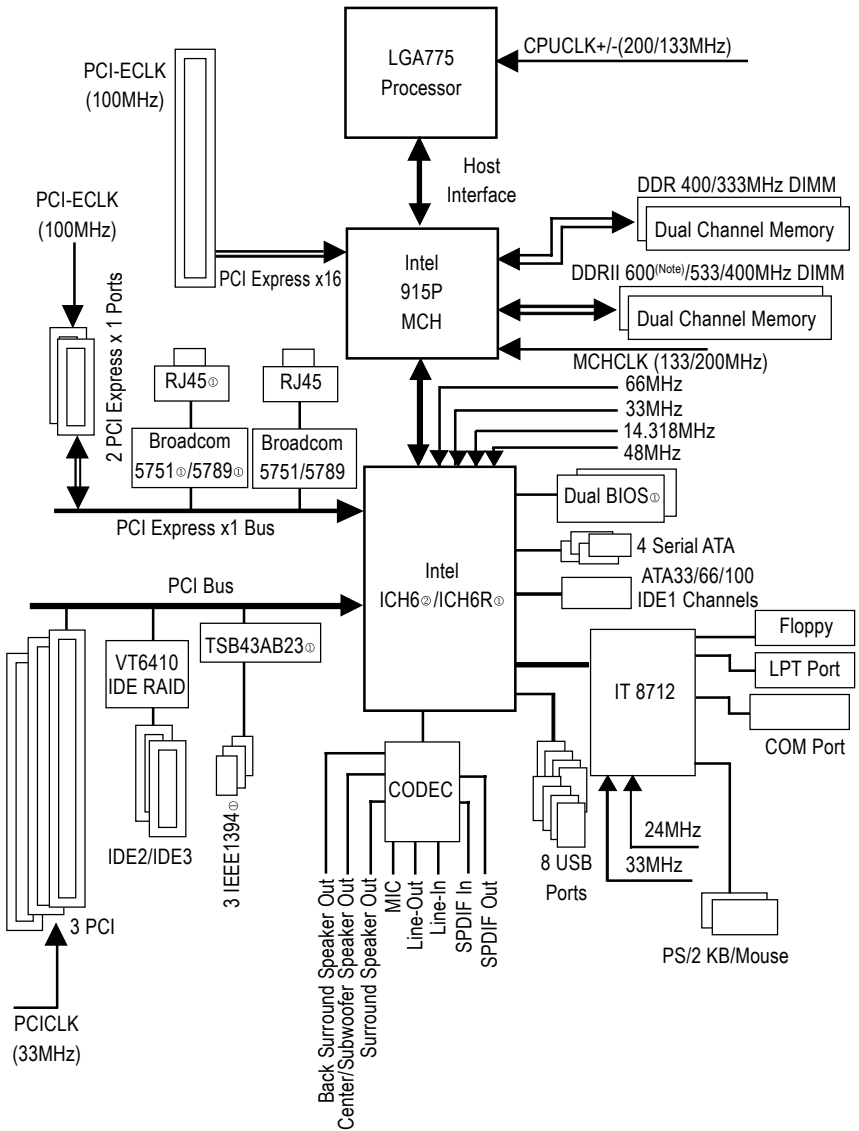 LGA775
Processor
CPUCLK+/-(200/133MHz)
PCI-ECLK
(100MHz)
Host
Interface
PCI-ECLK
(100MHz)
DDR 400/333MHz DIMM
Dual Channel Memory
Intel
915P
MCH
PCI Express x16
DDRII 600(Note)/533/400MHz DIMM
Dual Channel Memory
2 PCI Express x 1 Ports
MCHCLK (133/200MHz)
66MHz
33MHz
14.318MHz
48MHz
RJ45①
RJ45
Broadcom
5751①/5789①
Broadcom
5751/5789
PCI Express x1 Bus
Dual BIOS①
4 Serial ATA
ATA33/66/100
IDE1 Channels
Intel
ICH6②/ICH6R①
PCI Bus
VT6410
IDE RAID
TSB43AB23①
IT 8712
Floppy
LPT Port
COM Port
CODEC
IDE2/IDE3
3 IEEE1394①
3 PCI
8 USB
Ports
24MHz
33MHz
PS/2 KB/Mouse
PCICLK
(33MHz)
Back Surround Speaker Out
Center/Subwoofer Speaker Out
Surround Speaker Out
MIC
Line-Out
Line-In
SPDIF In
SPDIF Out